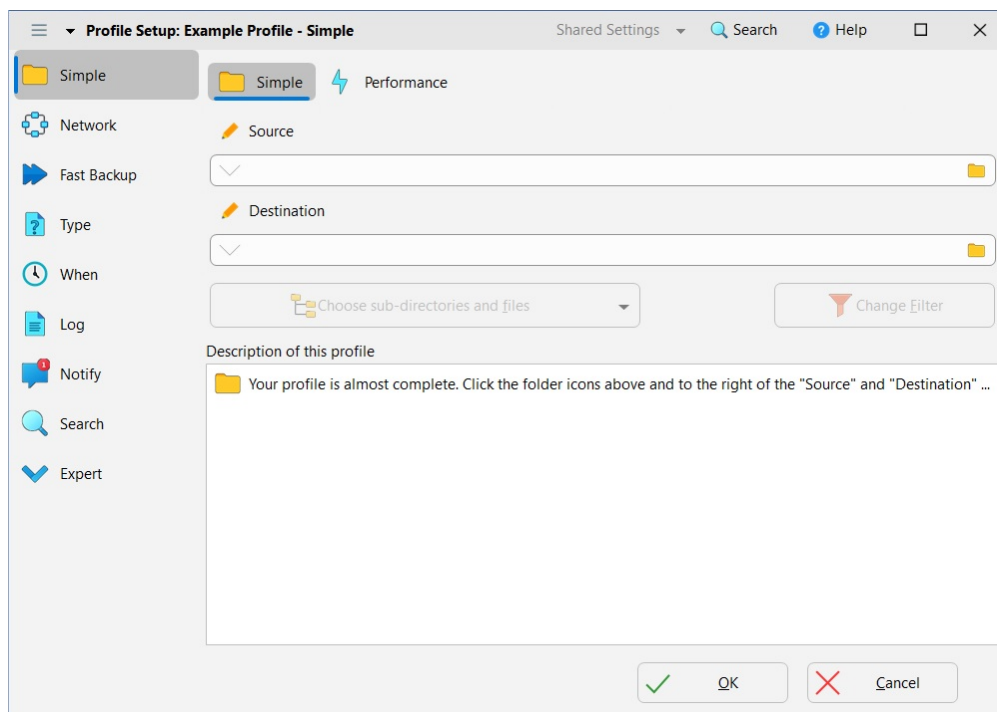 Profile Setup: Example Profile - Simple
Shared Settings
Search
Help
Simple
Network
Fast Backup
Type
When
Log
1
Notify
Search
Expert
Simple
Performance
Source
Destination
Choose sub-directories and files
Change Filter
Description of this profile
Your profile is almost complete. Click the folder icons above and to the right of the "Source" and "Destination" ...
OK
Cancel